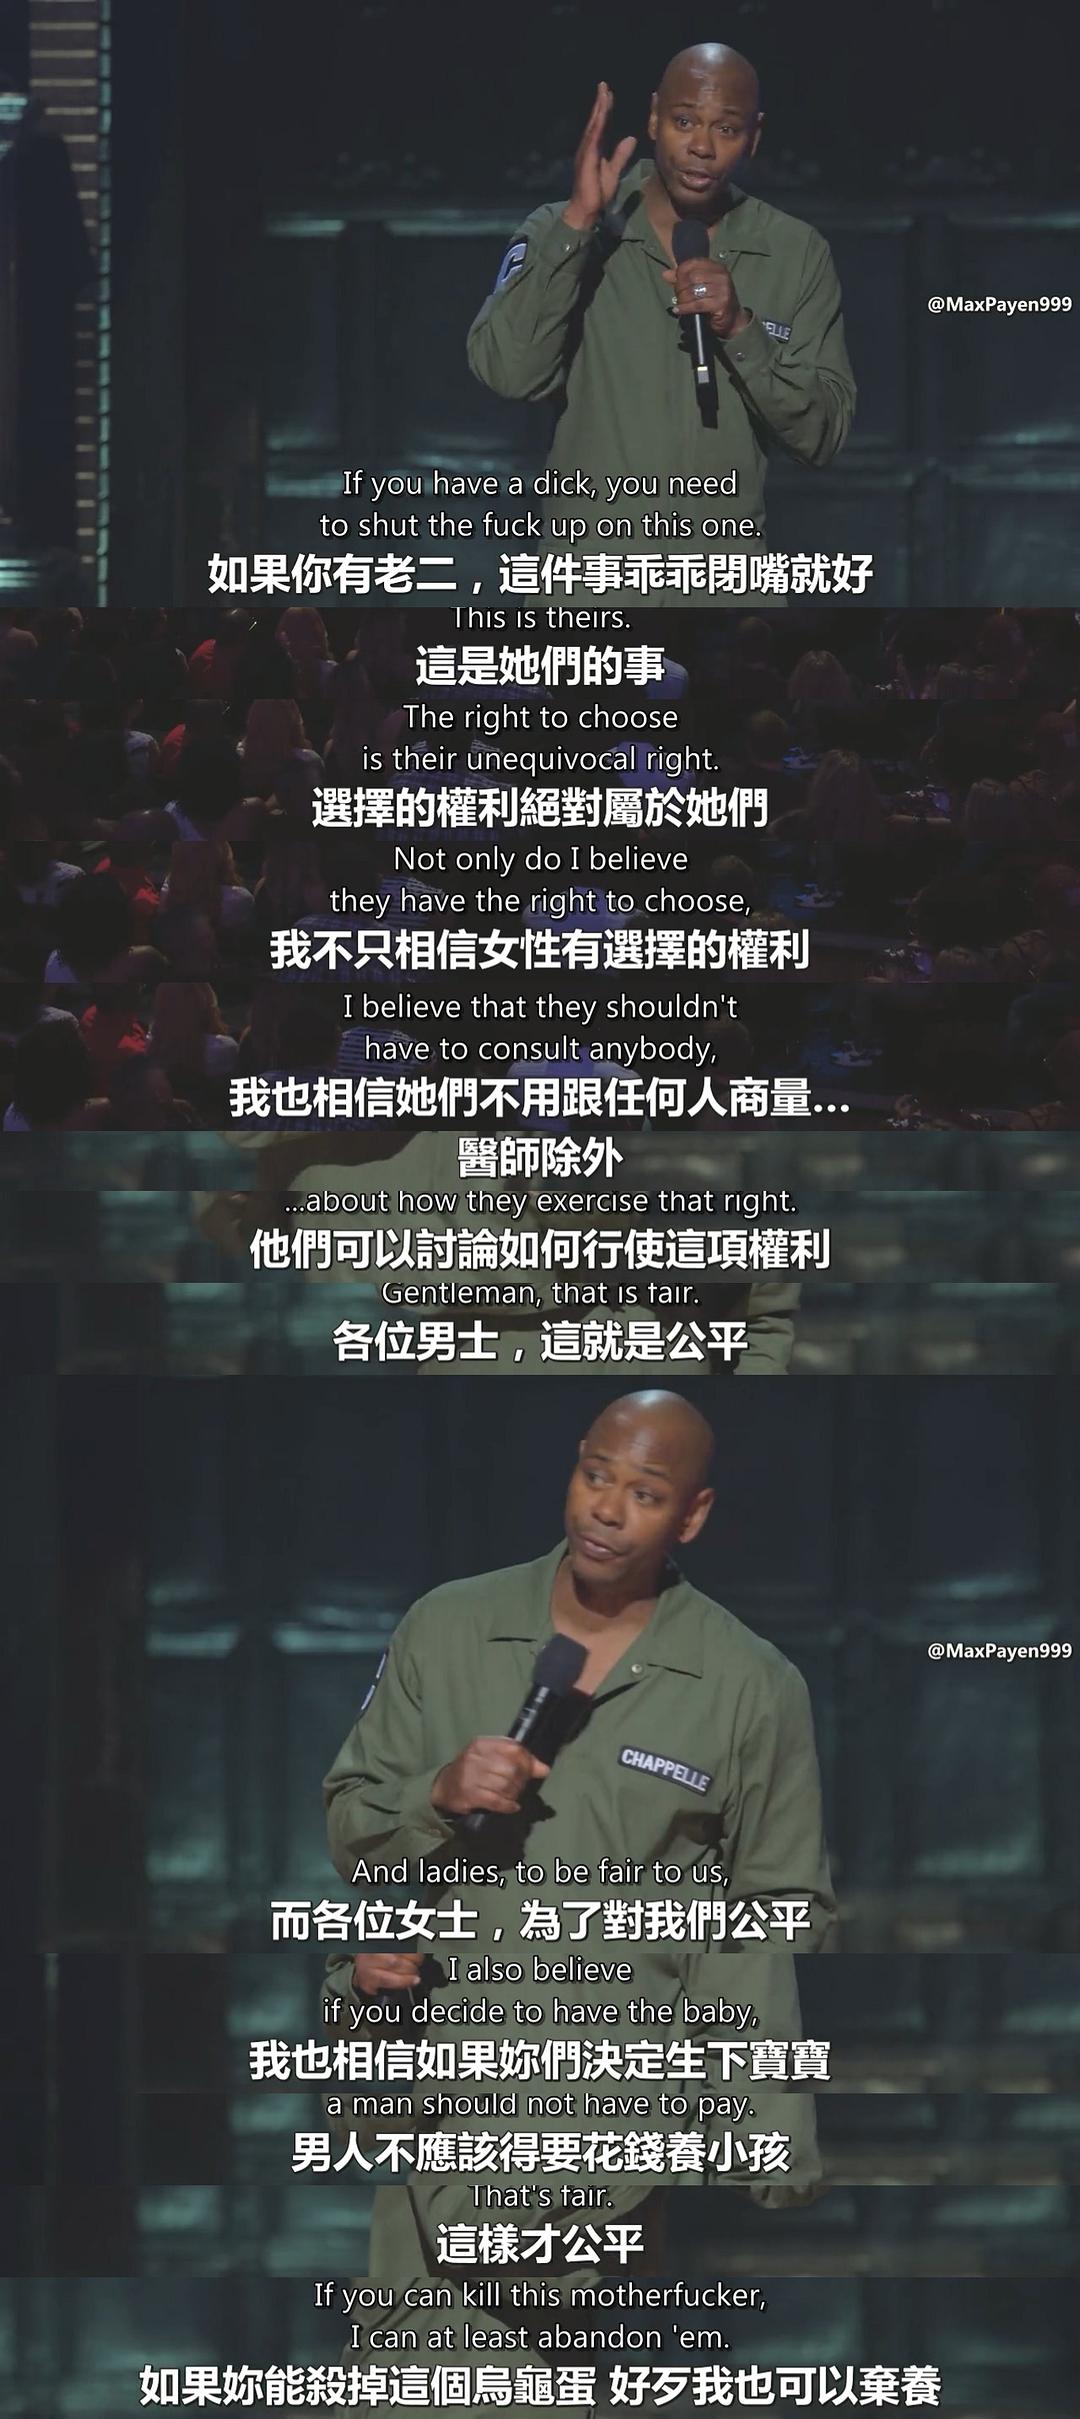 @MaxPayen999
ELLE
If you have a dick, you need
to shut the fuck up on this one.
如果你有老二，這件事乖乖閉嘴就好
This is theirs.
這是她們的事
The right to choose
is their unequivocal right.
選擇的權利絕對屬於她們
Not only do I believe
they have the right to choose,
我不只相信女性有選擇的權利
I believe that they shouldn't
have to consult anybody,
我也相信她們不用跟任何人商量...
醫師除外
...about how they exercise that right.
他們可以討論如何行使這項權利
Gentleman, that is fair.
各位男士，這就是公平
@MaxPayen999
CHAPPELLE
And ladies, to be fair to us,
而各位女士，為了對我們公平
I also believe
if you decide to have the baby,
我也相信如果妳們決定生下寶寶
a man should not have to pay.
男人不應該得要花錢養小孩
That's fair.
這樣才公平
If you can kill this motherfucker,
I can at least abandon 'em.
如果妳能殺掉這個烏龜蛋 好歹我也可以棄養